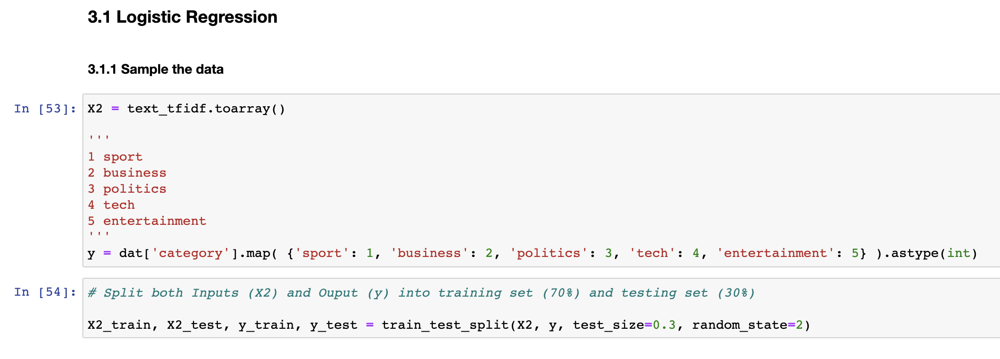 3.1 Logistic Regression
3.1.1 Sample the data
In [53]: X2 = text_tfidf.toarray()
'''
1 sport
2 business
3 politics
4 tech
5 entertainment
'''
y = dat['category'].map( {'sport': 1, 'business': 2, 'politics': 3, 'tech': 4, 'entertainment': 5} ).astype(int)
In [54]: # Split both Inputs (X2) and Ouput (y) into training set (70%) and testing set (30%)
X2_train, X2_test, y_train, y_test = train_test_split(X2, y, test_size=0.3, random_state=2)